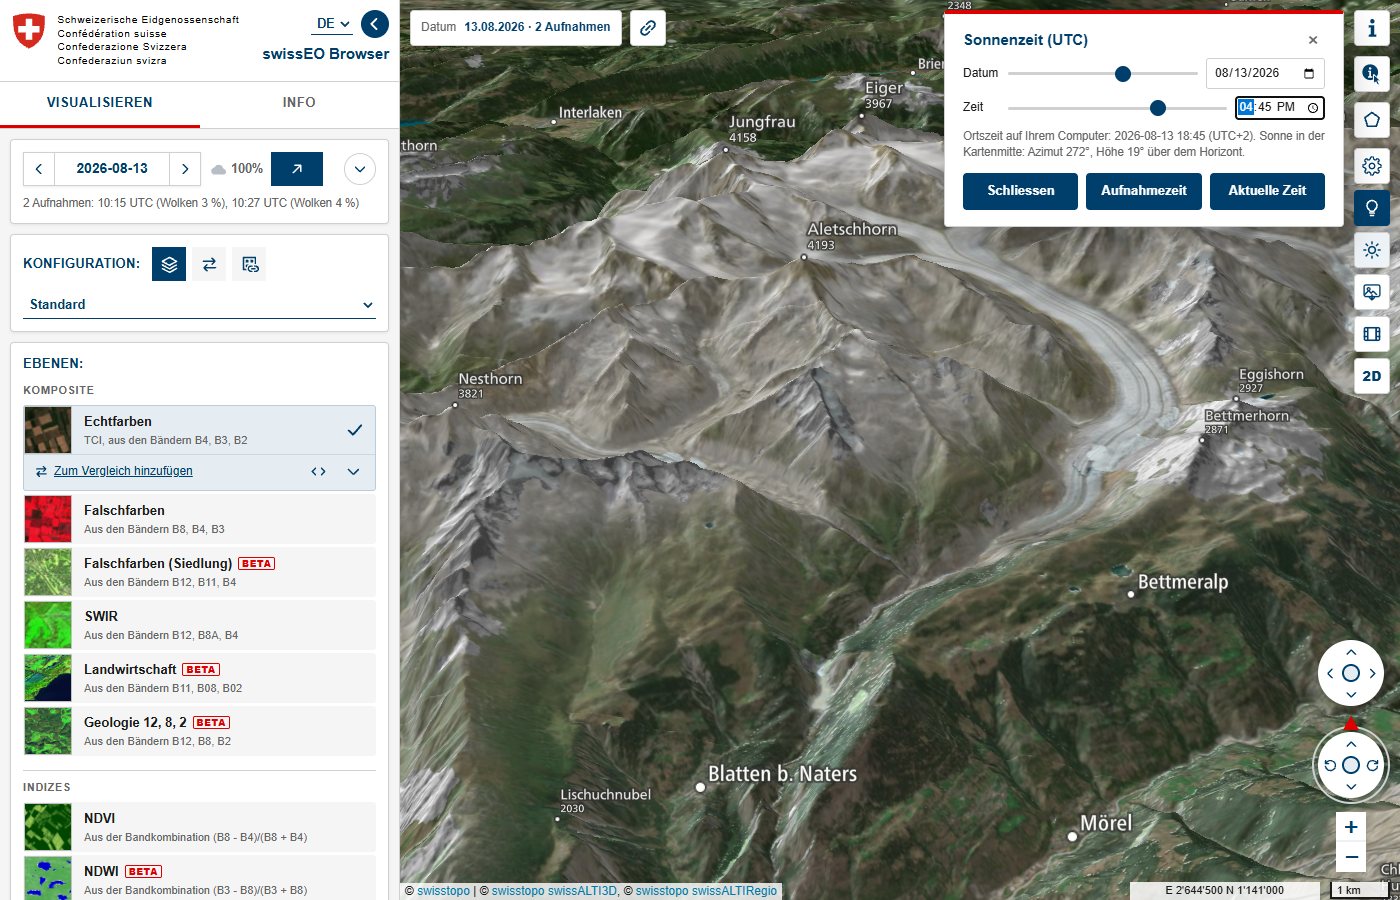 Schweizerische Eidgenossenschaft
Confédération suisse
Confederazione Svizzera
Confederaziun svizra
DE
swissEO Browser
VISUALISIEREN
INFO
2026-08-13
100%
2 Aufnahmen: 10:15 UTC (Wolken 3 %), 10:27 UTC (Wolken 4 %)
KONFIGURATION:
Standard
EBENEN:
KOMPOSITE
Echtfarben
TCI, aus den Bändern B4, B3, B2
Zum Vergleich hinzufügen
Falschfarben
Aus den Bändern B8, B4, B3
Falschfarben (Siedlung) BETA
Aus den Bändern B12, B11, B4
SWIR
Aus den Bändern B12, B8A, B4
Landwirtschaft BETA
Aus den Bändern B11, B08, B02
Geologie 12, 8, 2 BETA
Aus den Bändern B12, B8, B2
INDIZES
NDVI
Aus der Bandkombination (B8 - B4)/(B8 + B4)
NDWI BETA
Aus der Bandkombination (B3 - B8)/(B3 + B8)
Datum 13.08.2026 · 2 Aufnahmen
2348
Sonnenzeit (UTC)
Datum
08/13/2026
Zeit
04:45 PM
Ortszeit auf Ihrem Computer: 2026-08-13 18:45 (UTC+2). Sonne in der
Kartenmitte: Azimut 272°, Höhe 19° über dem Horizont.
Schliessen
Aufnahmezeit
Aktuelle Zeit
2D
Brien
Eiger
3967
Interlaken
Jungfrau
4158
thorn
Aletschhorn
4193
Nesthorn
3821
Eggishorn
2927
Bettmerhorn
2871
Bettmeralp
Blatten b. Naters
Lischuchnubel
2030
Mörel
+
−
© swisstopo | © swisstopo swissALTI3D, © swisstopo swissALTIRegio
E 2'644'500 N 1'141'000
1 km